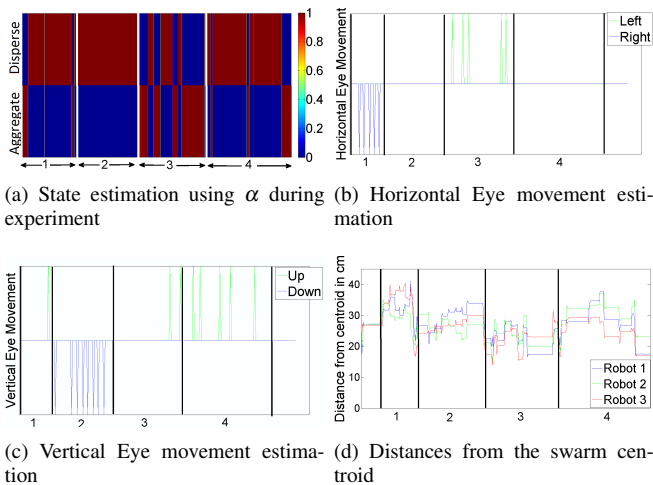 Disperse
Aggregate
1
0.8
0.6
0.4
0.2
0
1 2 3 4
(a) State estimation using α during
experiment
Horizontal Eye Movement
Left
Right
1 2 3 4
(b) Horizontal Eye movement esti-
mation
Vertical Eye Movement
Up
Down
1 2 3 4
(c) Vertical Eye movement estima-
tion
Distance from centroid in cm
40
30
20
10
0
Robot 1
Robot 2
Robot 3
1 2 3 4
(d) Distances from the swarm cen-
troid